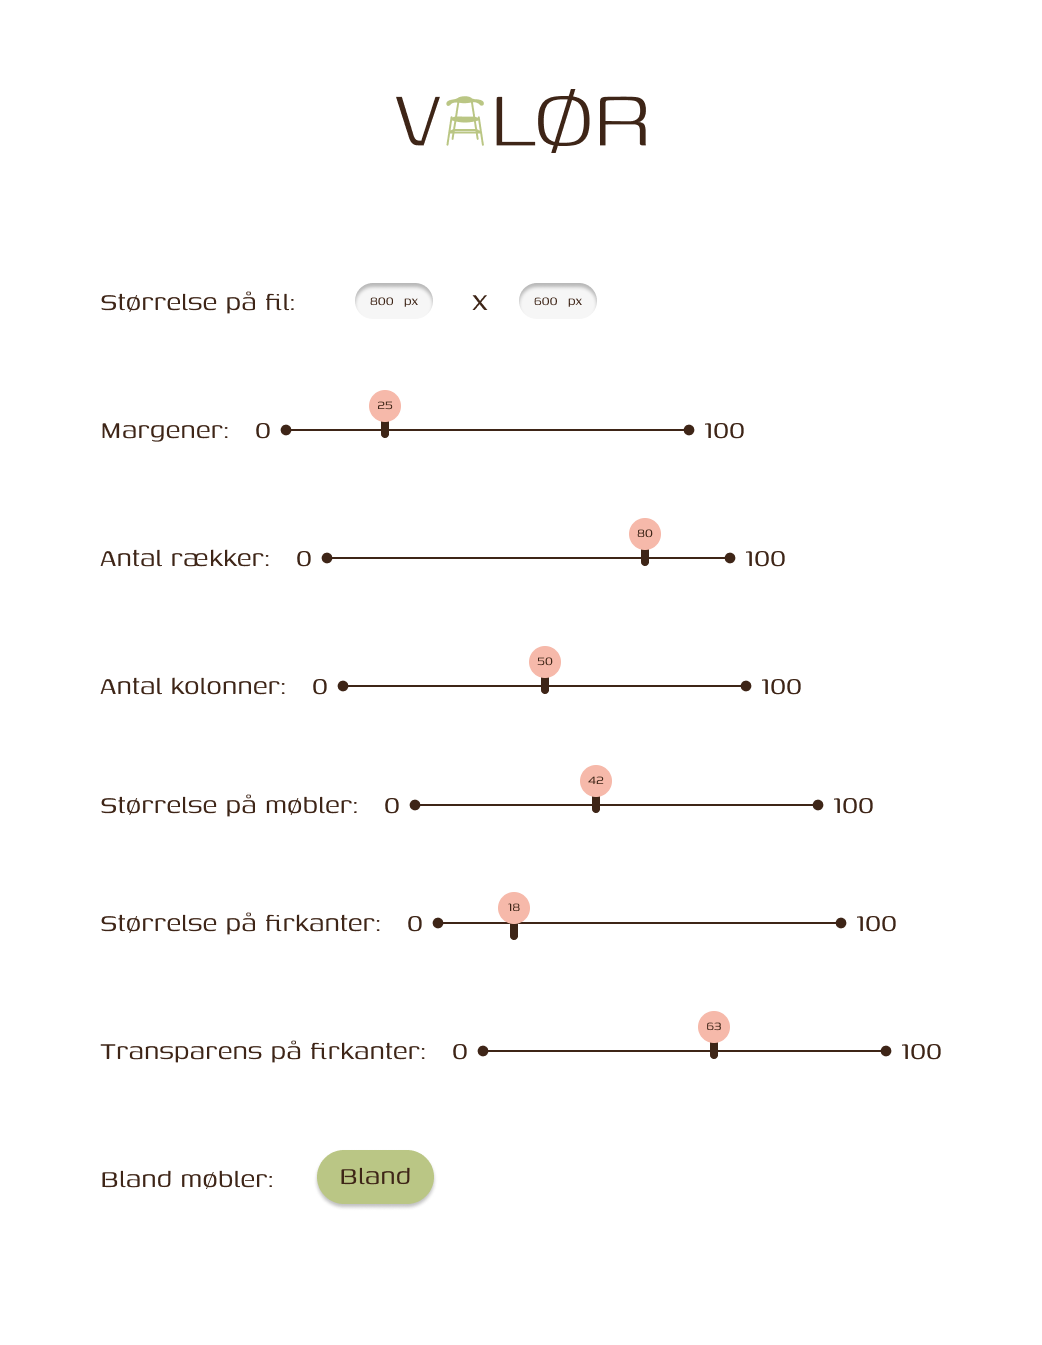 VALØR
Størrelse på fil: 800 px x 600 px
25
Margener: 0 100
80
Antal rækker: 0 100
50
Antal kolonner: 0 100
42
Størrelse på møbler: 0 100
18
Størrelse på firkanter: 0 100
63
Transparens på firkanter: 0 100
Bland møbler: Bland